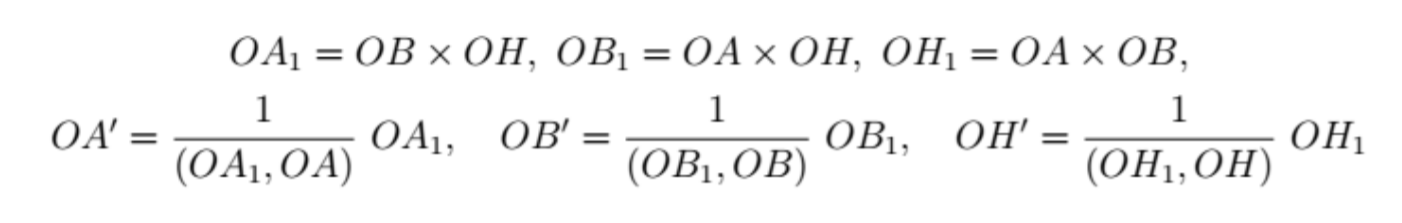 OA₁ = OB × OH, OB₁ = OA × OH, OH₁ = OA × OB,
OA′ = 1/(OA₁, OA) OA₁, OB′ = 1/(OB₁, OB) OB₁, OH′ = 1/(OH₁, OH) OH₁